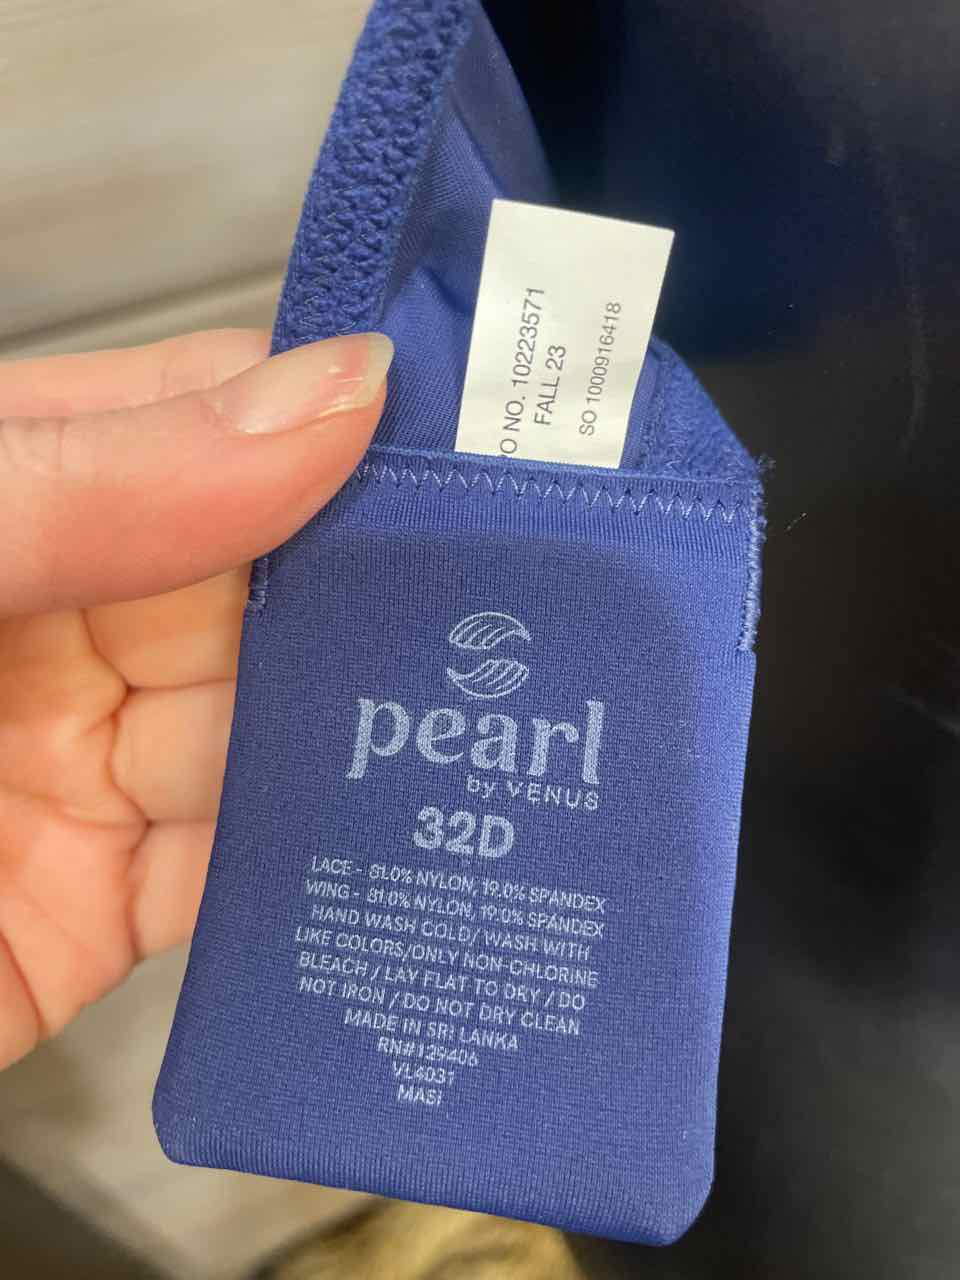 PO NO. 10223571
FALL 23
SO 1000916418
pearl
by VENUS
32D
LACE - 81.0% NYLON, 19.0% SPANDEX
WING - 81.0% NYLON, 19.0% SPANDEX
HAND WASH COLD/ WASH WITH
LIKE COLORS/ONLY NON-CHLORINE
BLEACH / LAY FLAT TO DRY / DO
NOT IRON / DO NOT DRY CLEAN
MADE IN SRI LANKA
RN#129406
VL4031
MASI